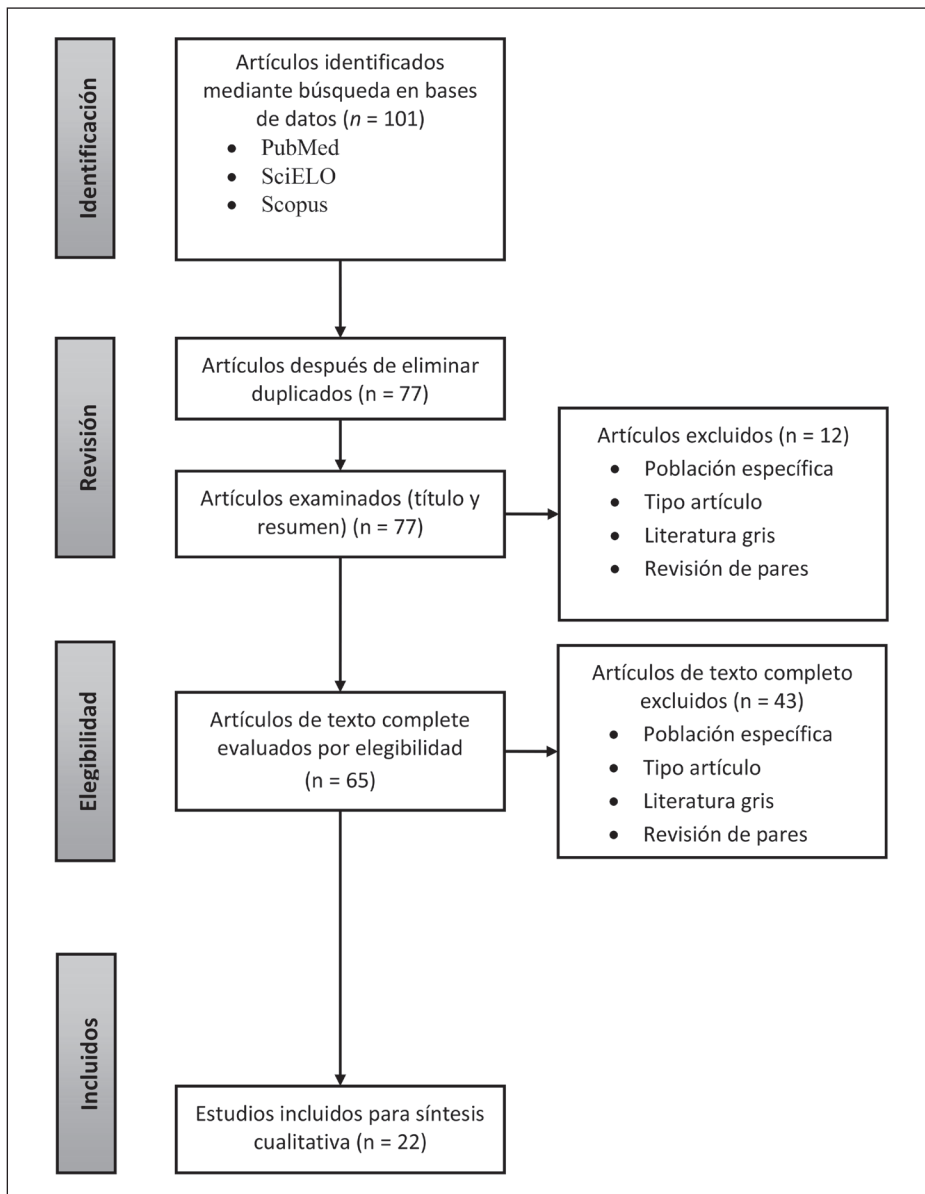 Identificación
Artículos identificados
mediante búsqueda en bases
de datos (n = 101)
• PubMed
• SciELO
• Scopus
Revisión
Artículos después de eliminar
duplicados (n = 77)
Artículos examinados (título y
resumen) (n = 77)
Artículos excluidos (n = 12)
• Población específica
• Tipo artículo
• Literatura gris
• Revisión de pares
Elegibilidad
Artículos de texto complete
evaluados por elegibilidad
(n = 65)
Artículos de texto completo
excluidos (n = 43)
• Población específica
• Tipo artículo
• Literatura gris
• Revisión de pares
Incluidos
Estudios incluidos para síntesis
cualitativa (n = 22)